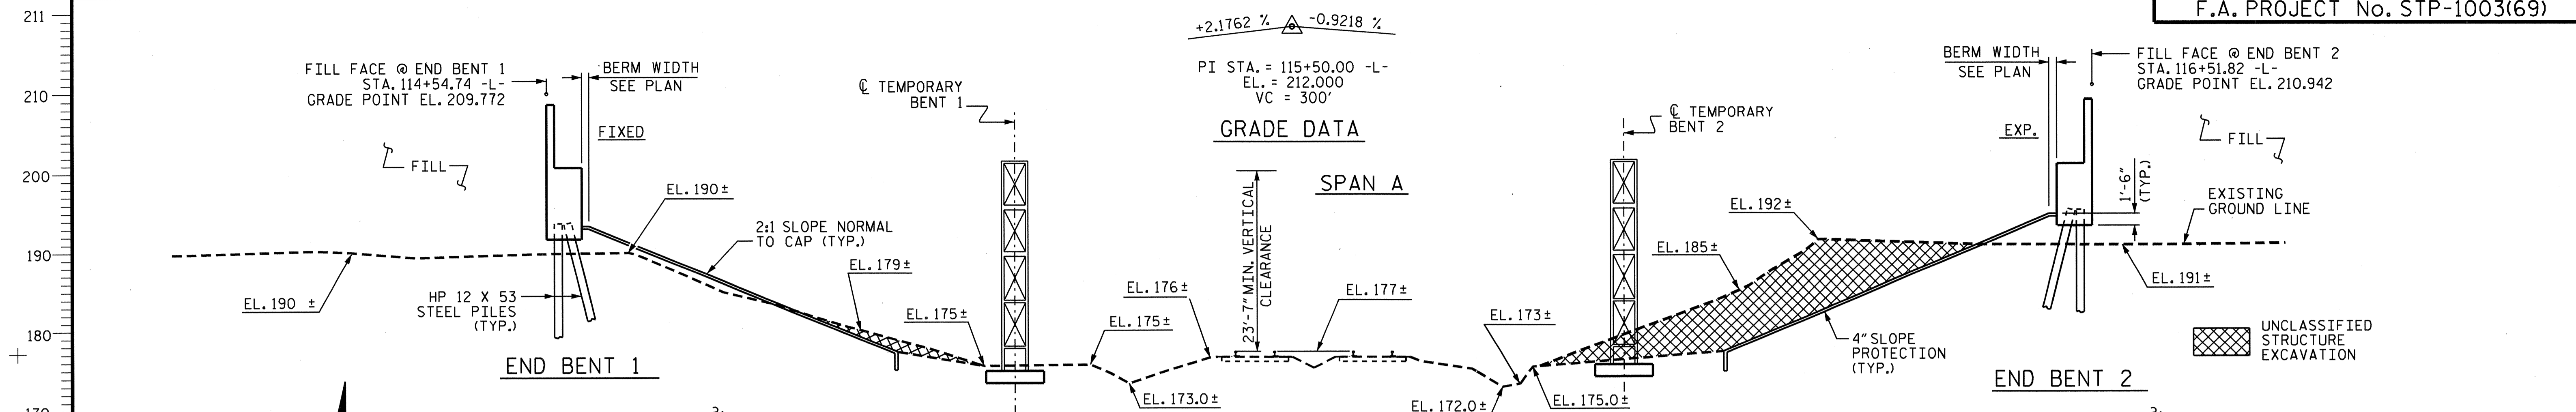 F.A. PROJECT No. STP-1003(69)
211
210
200
190
180
FILL FACE @ END BENT 1
STA. 114+54.74 -L-
GRADE POINT EL. 209.772
BERM WIDTH
SEE PLAN
FIXED
FILL
EL. 190±
2:1 SLOPE NORMAL
TO CAP (TYP.)
EL. 190 ±
HP 12 X 53
STEEL PILES
(TYP.)
EL. 179±
EL. 175±
END BENT 1
℄ TEMPORARY
BENT 1
+2.1762 % -0.9218 %
PI STA. = 115+50.00 -L-
EL. = 212.000
VC = 300'
GRADE DATA
SPAN A
23'-7" MIN. VERTICAL
CLEARANCE
EL. 176±
EL. 175±
EL. 173.0±
EL. 177±
EL. 173±
EL. 172.0±
EL. 175.0±
℄ TEMPORARY
BENT 2
EL. 185±
EL. 192±
BERM WIDTH
SEE PLAN
EXP.
FILL FACE @ END BENT 2
STA. 116+51.82 -L-
GRADE POINT EL. 210.942
FILL
1'-6"
(TYP.)
EXISTING
GROUND LINE
EL. 191±
4" SLOPE
PROTECTION
(TYP.)
END BENT 2
UNCLASSIFIED
STRUCTURE
EXCAVATION